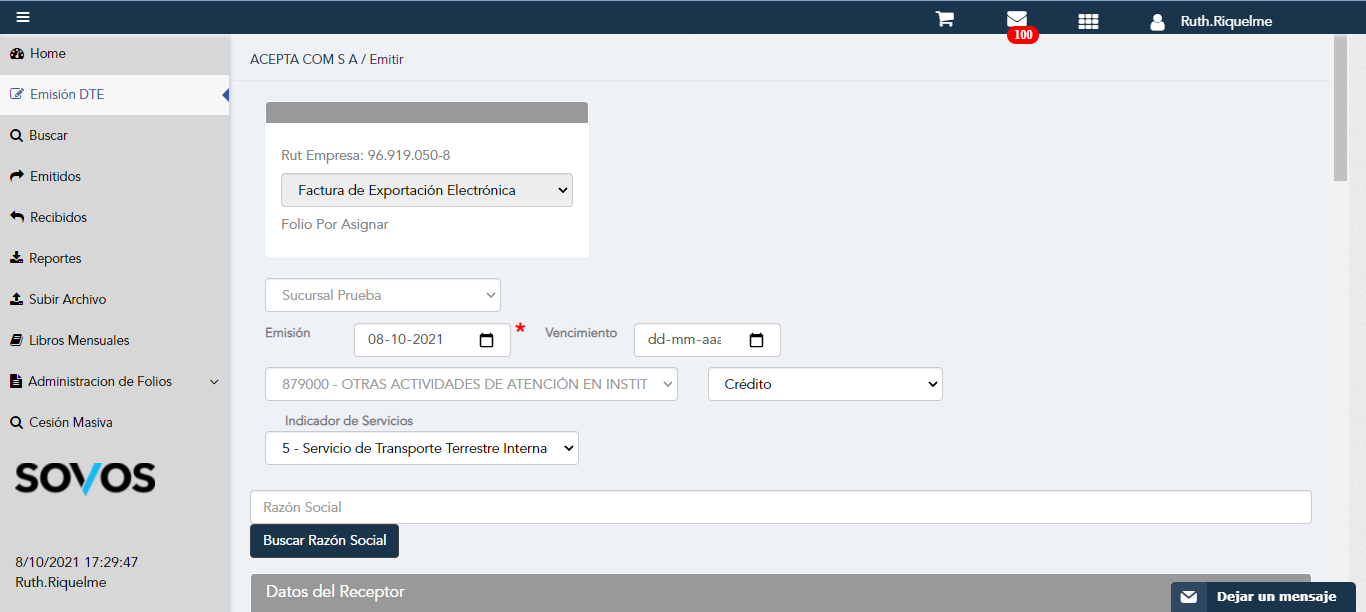 Ruth.Riquelme
100
Home
Emisión DTE
Buscar
Emitidos
Recibidos
Reportes
Subir Archivo
Libros Mensuales
Administracion de Folios
Cesión Masiva
SOVOS
8/10/2021 17:29:47
Ruth.Riquelme
ACEPTA COM S A / Emitir
Rut Empresa: 96.919.050-8
Factura de Exportación Electrónica
Folio Por Asignar
Sucursal Prueba
Emisión 08-10-2021 * Vencimiento dd-mm-aaa
879000 - OTRAS ACTIVIDADES DE ATENCIÓN EN INSTIT Crédito
Indicador de Servicios
5 - Servicio de Transporte Terrestre Interna
Razón Social
Buscar Razón Social
Datos del Receptor
Dejar un mensaje